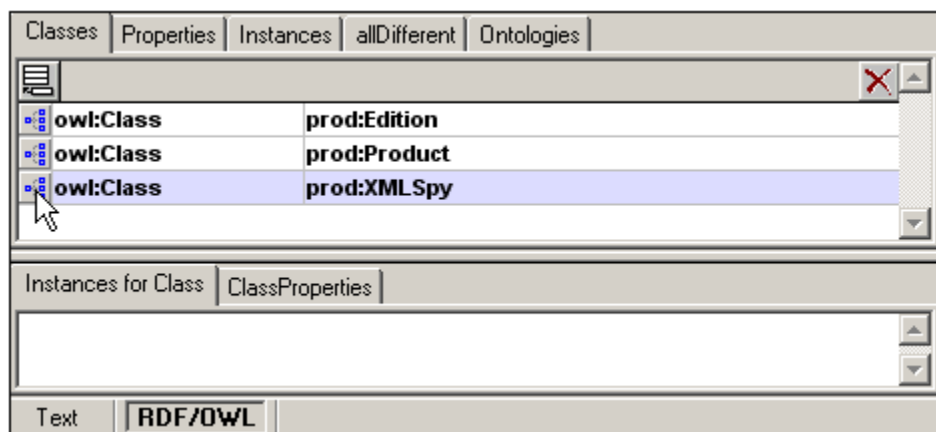 Classes Properties Instances allDifferent Ontologies
owl:Class prod:Edition
owl:Class prod:Product
owl:Class prod:XMLSpy
Instances for Class ClassProperties
Text RDF/OWL